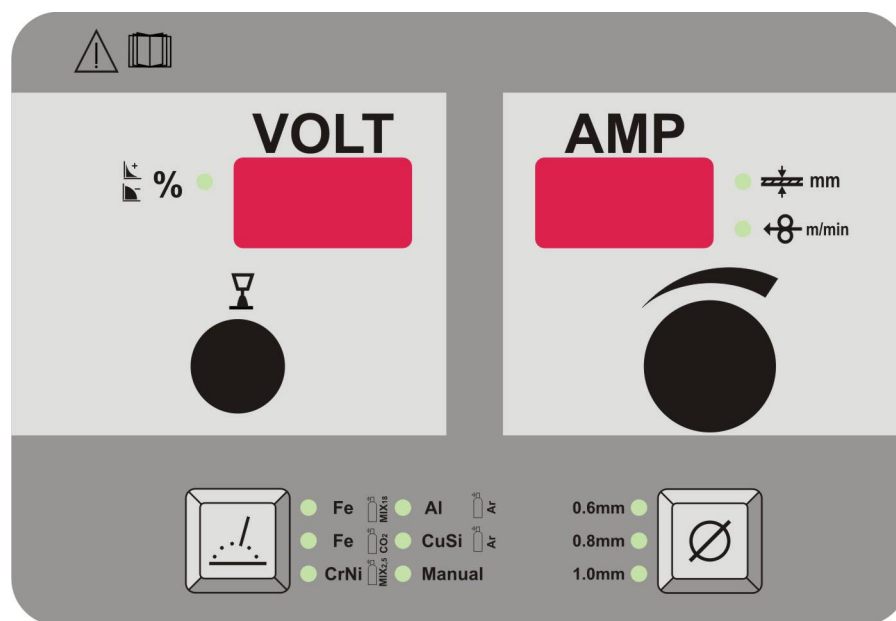 VOLT
AMP
+
-
%
mm
m/min
Fe MIX18
Al Ar
0.6mm
Fe CO2
CuSi Ar
0.8mm
CrNi MIX2.5
Manual
1.0mm